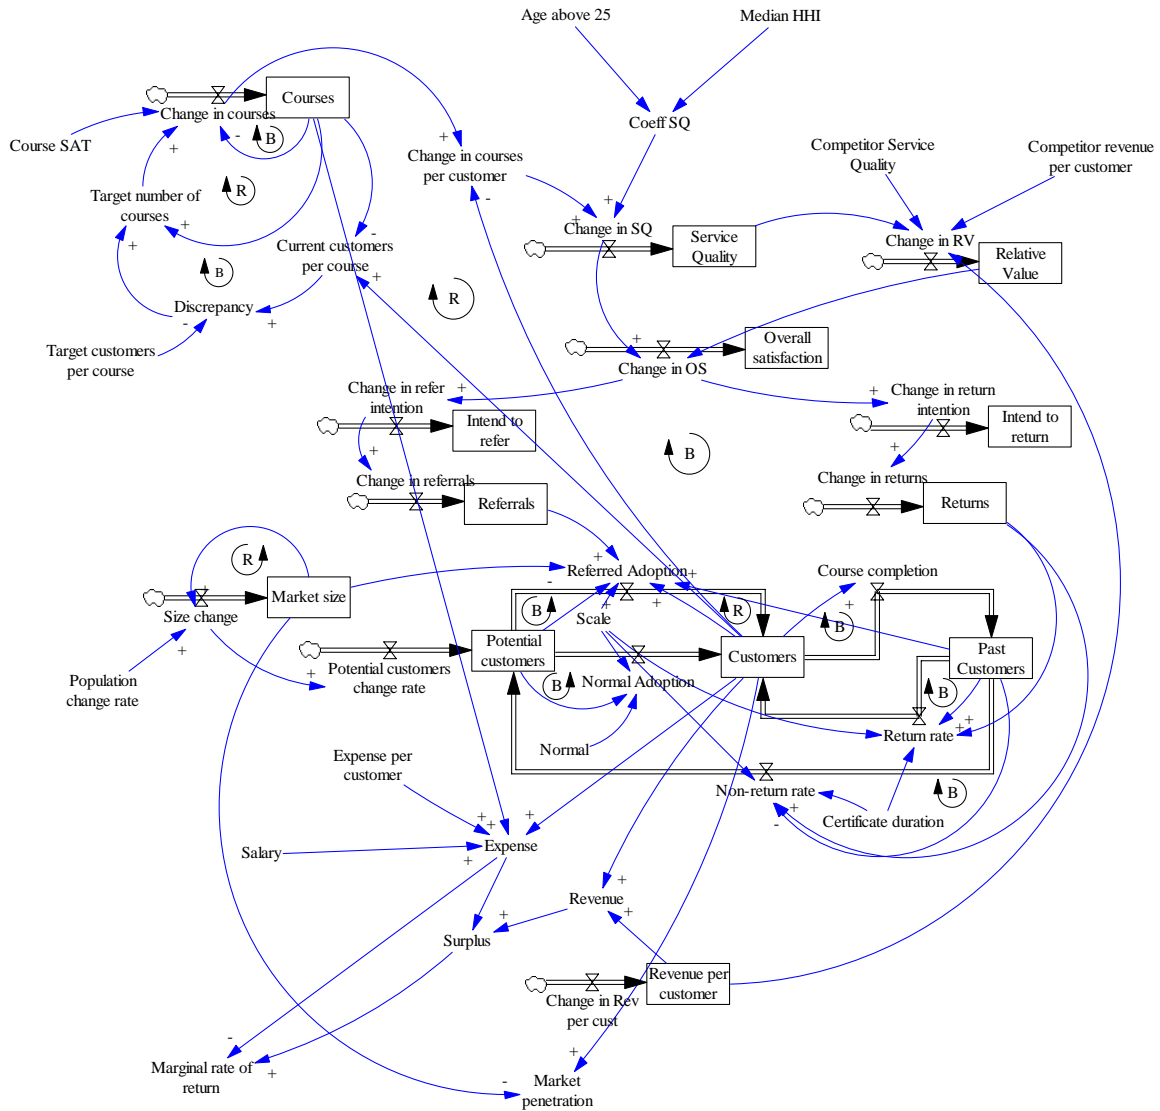 Age above 25
Median HHI
Courses
Change in courses
Course SAT
B
+
-
+
Coeff SQ
Change in courses
per customer
+
-
Competitor Service
Quality
Competitor revenue
per customer
R
Target number of
courses
+
+
Change in SQ
+
+
Service
Quality
Change in RV
Relative
Value
Current customers
per course
-
+
B
R
Discrepancy
-
+
Target customers
per course
Overall
satisfaction
+
Change in OS
Change in refer
intention
+
Change in return
intention
+
Intend to
refer
Intend to
return
B
+
+
Change in referrals
Referrals
Change in returns
Returns
R
+
Referred Adoption
+
-
+
Course completion
+
Market size
+
Size change
+
B
R
B
Scale
+
Potential
customers
Customers
Past
Customers
Potential customers
change rate
+
Population
change rate
B
Normal Adoption
B
Normal
Return rate
+
+
Expense per
customer
Non-return rate
+
-
B
Certificate duration
+
+
+
Salary
+
Expense
Revenue
+
+
Surplus
+
Revenue per
customer
Change in Rev
per cust
-
Marginal rate of
return
+
+
-
Market
penetration